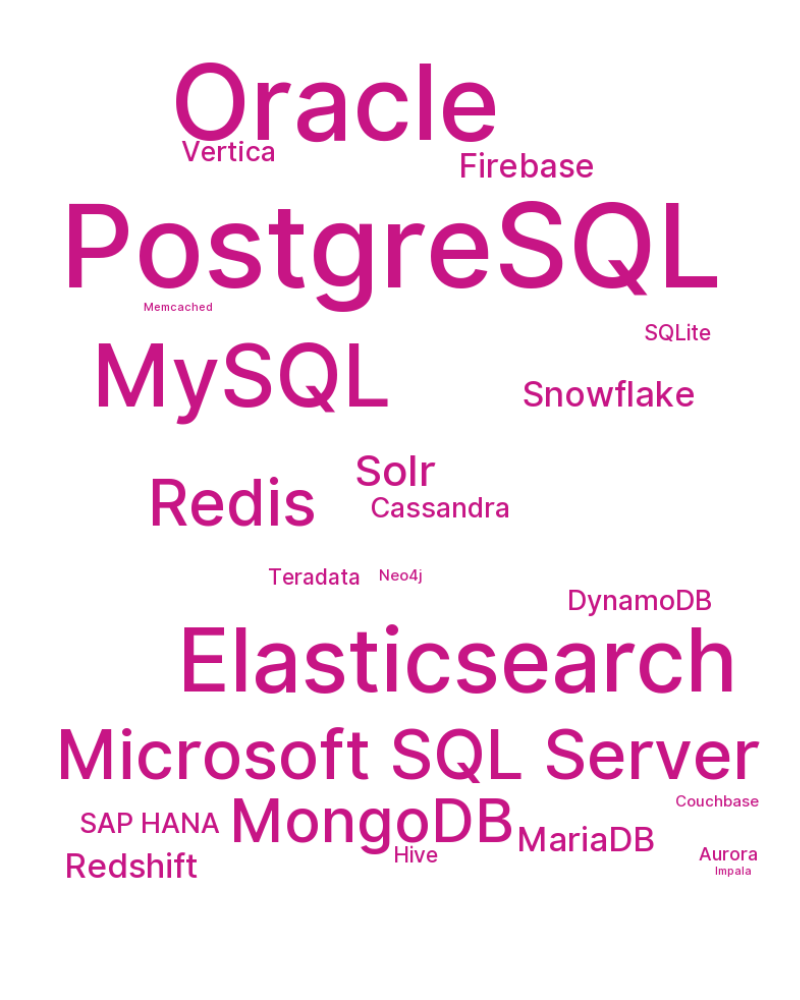 Oracle
Vertica
Firebase
PostgreSQL
Memcached
SQLite
MySQL
Snowflake
Solr
Redis
Cassandra
Teradata
Neo4j
DynamoDB
Elasticsearch
Microsoft SQL Server
Couchbase
SAP HANA
MongoDB
MariaDB
Hive
Aurora
Redshift
Impala